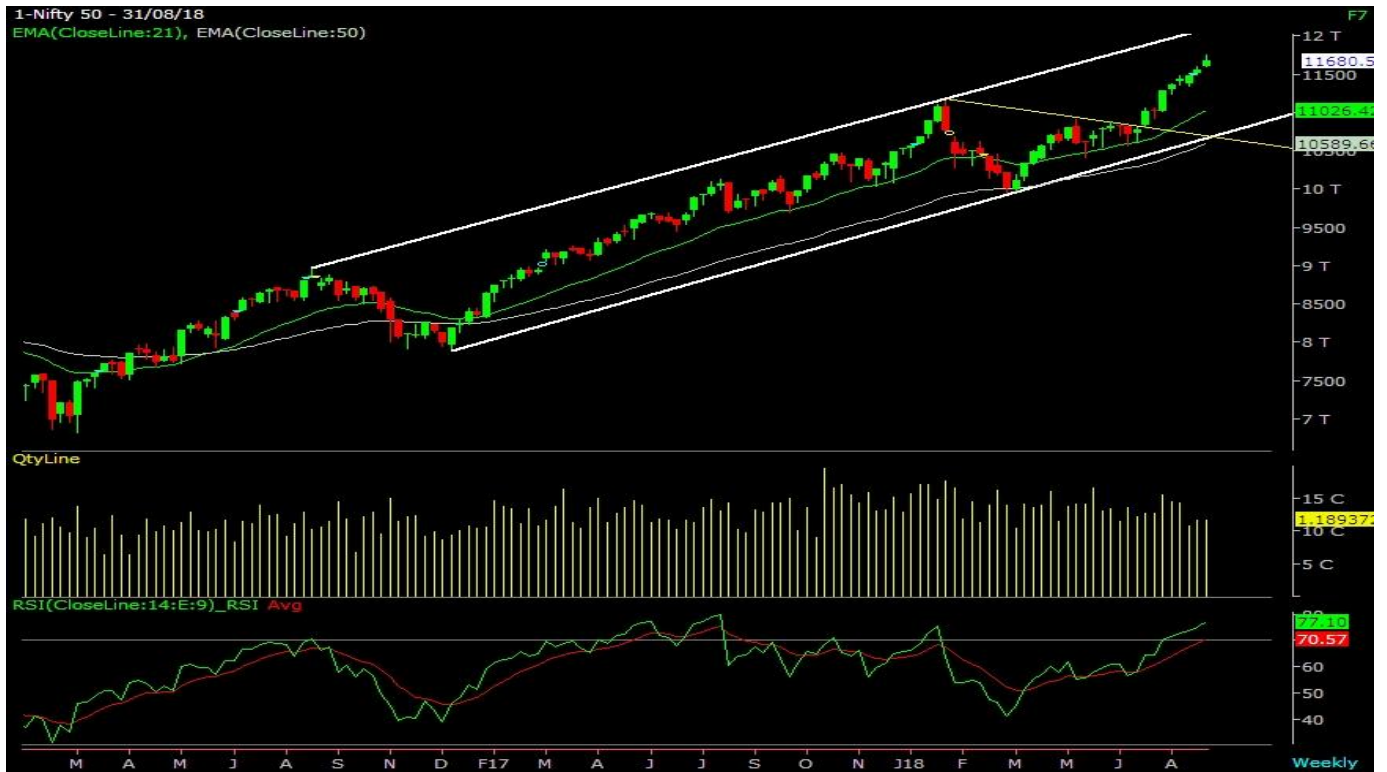 1-Nifty 50 - 31/08/18 F7
EMA(CloseLine:21), EMA(CloseLine:50)
12 T
11680.5
11500
11026.42
10589.66
10 T
9500
9 T
8500
8 T
7500
7 T
QtyLine
15 C
1.189372
10 C
5 C
RSI(CloseLine:14:E:9)_RSI Avg
77.10
70.57
60
50
40
M A M J A S N D F17 M A J J S O N J18 F M M J A Weekly